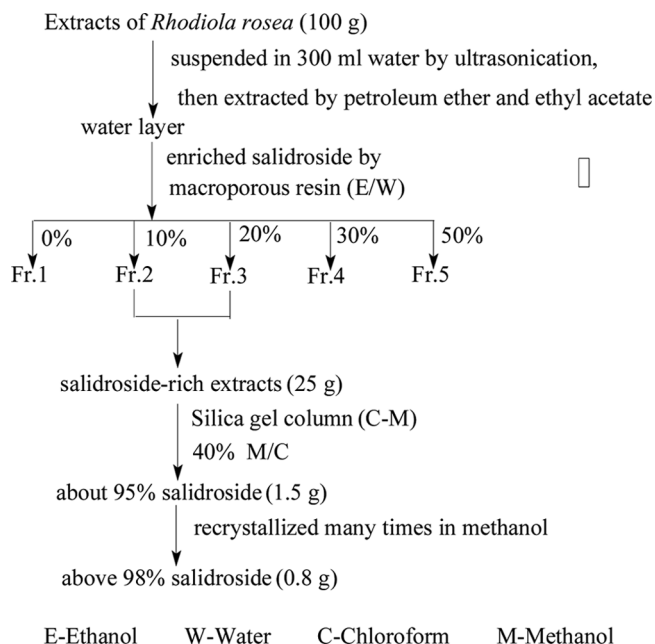 Extracts of Rhodiola rosea (100 g)
suspended in 300 ml water by ultrasonication,
then extracted by petroleum ether and ethyl acetate
water layer
enriched salidroside by
macroporous resin (E/W)
0% 10% 20% 30% 50%
Fr.1 Fr.2 Fr.3 Fr.4 Fr.5
salidroside-rich extracts (25 g)
Silica gel column (C-M)
40% M/C
about 95% salidroside (1.5 g)
recrystallized many times in methanol
above 98% salidroside (0.8 g)
E-Ethanol W-Water C-Chloroform M-Methanol